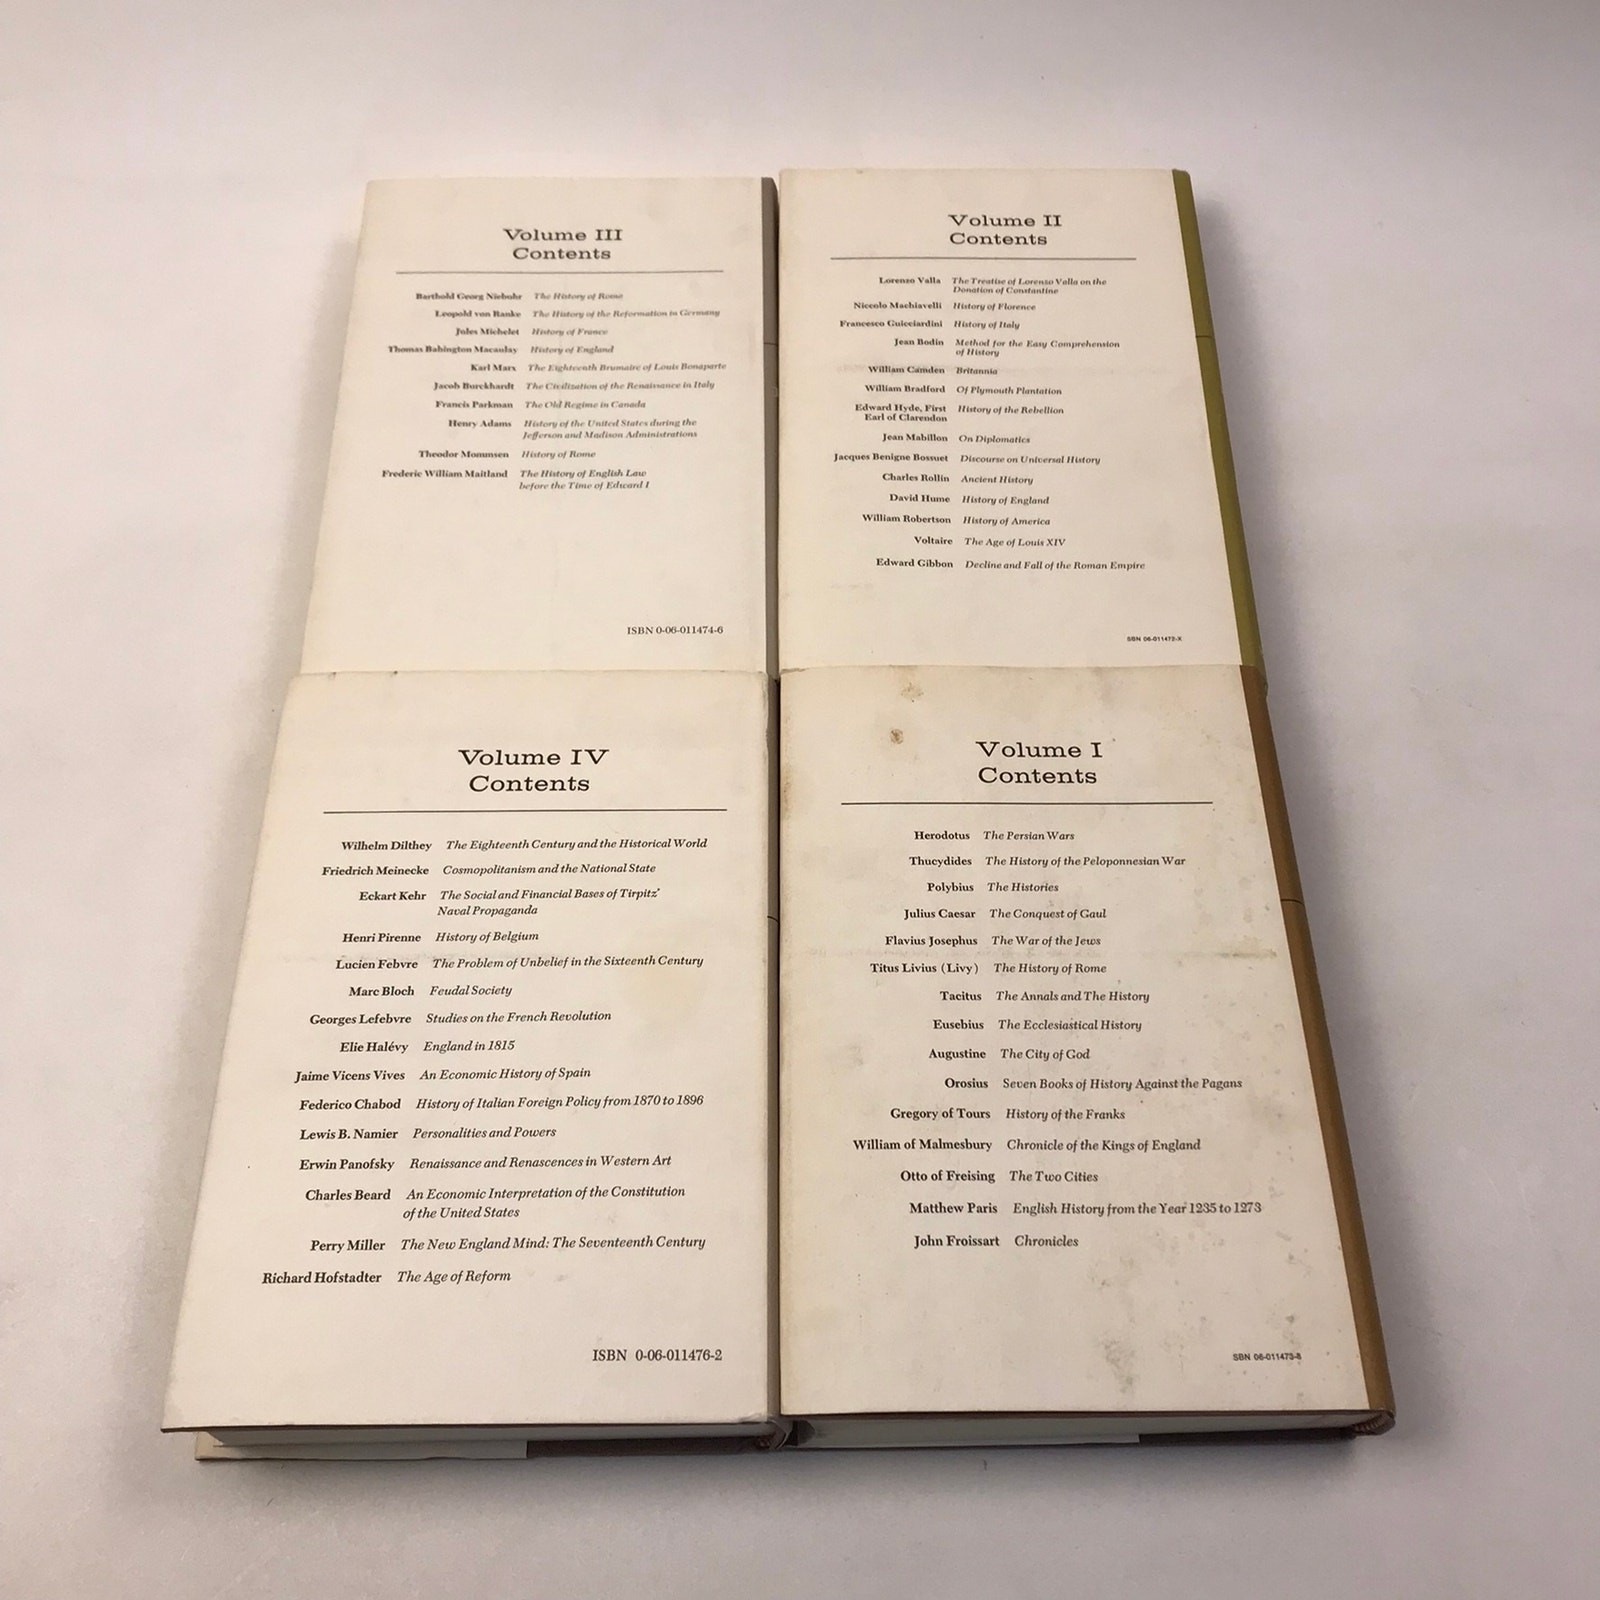 Volume III
Contents
Barthold Georg Niebuhr The History of Rome
Leopold von Ranke The History of the Reformation in Germany
Jules Michelet History of France
Thomas Babington Macaulay History of England
Karl Marx The Eighteenth Brumaire of Louis Bonaparte
Jacob Burckhardt The Civilization of the Renaissance in Italy
Francis Parkman The Old Regime in Canada
Henry Adams History of the United States during the
Jefferson and Madison Administrations
Theodor Mommsen History of Rome
Frederic William Maitland The History of English Law
before the Time of Edward I
ISBN 0-06-011474-6
Volume II
Contents
Lorenzo Valla The Treatise of Lorenzo Valla on the
Donation of Constantine
Niccolo Machiavelli History of Florence
Francesco Guicciardini History of Italy
Jean Bodin Method for the Easy Comprehension
of History
William Camden Britannia
William Bradford Of Plymouth Plantation
Edward Hyde, First History of the Rebellion
Earl of Clarendon
Jean Mabillon On Diplomatics
Jacques Benigne Bossuet Discourse on Universal History
Charles Rollin Ancient History
David Hume History of England
William Robertson History of America
Voltaire The Age of Louis XIV
Edward Gibbon Decline and Fall of the Roman Empire
SBN 06-011472-X
Volume IV
Contents
Wilhelm Dilthey The Eighteenth Century and the Historical World
Friedrich Meinecke Cosmopolitanism and the National State
Eckart Kehr The Social and Financial Bases of Tirpitz'
Naval Propaganda
Henri Pirenne History of Belgium
Lucien Febvre The Problem of Unbelief in the Sixteenth Century
Marc Bloch Feudal Society
Georges Lefebvre Studies on the French Revolution
Elie Halévy England in 1815
Jaime Vicens Vives An Economic History of Spain
Federico Chabod History of Italian Foreign Policy from 1870 to 1896
Lewis B. Namier Personalities and Powers
Erwin Panofsky Renaissance and Renascences in Western Art
Charles Beard An Economic Interpretation of the Constitution
of the United States
Perry Miller The New England Mind: The Seventeenth Century
Richard Hofstadter The Age of Reform
ISBN 0-06-011476-2
Volume I
Contents
Herodotus The Persian Wars
Thucydides The History of the Peloponnesian War
Polybius The Histories
Julius Caesar The Conquest of Gaul
Flavius Josephus The War of the Jews
Titus Livius (Livy) The History of Rome
Tacitus The Annals and The History
Eusebius The Ecclesiastical History
Augustine The City of God
Orosius Seven Books of History Against the Pagans
Gregory of Tours History of the Franks
William of Malmesbury Chronicle of the Kings of England
Otto of Freising The Two Cities
Matthew Paris English History from the Year 1235 to 1273
John Froissart Chronicles
SBN 06-011473-8